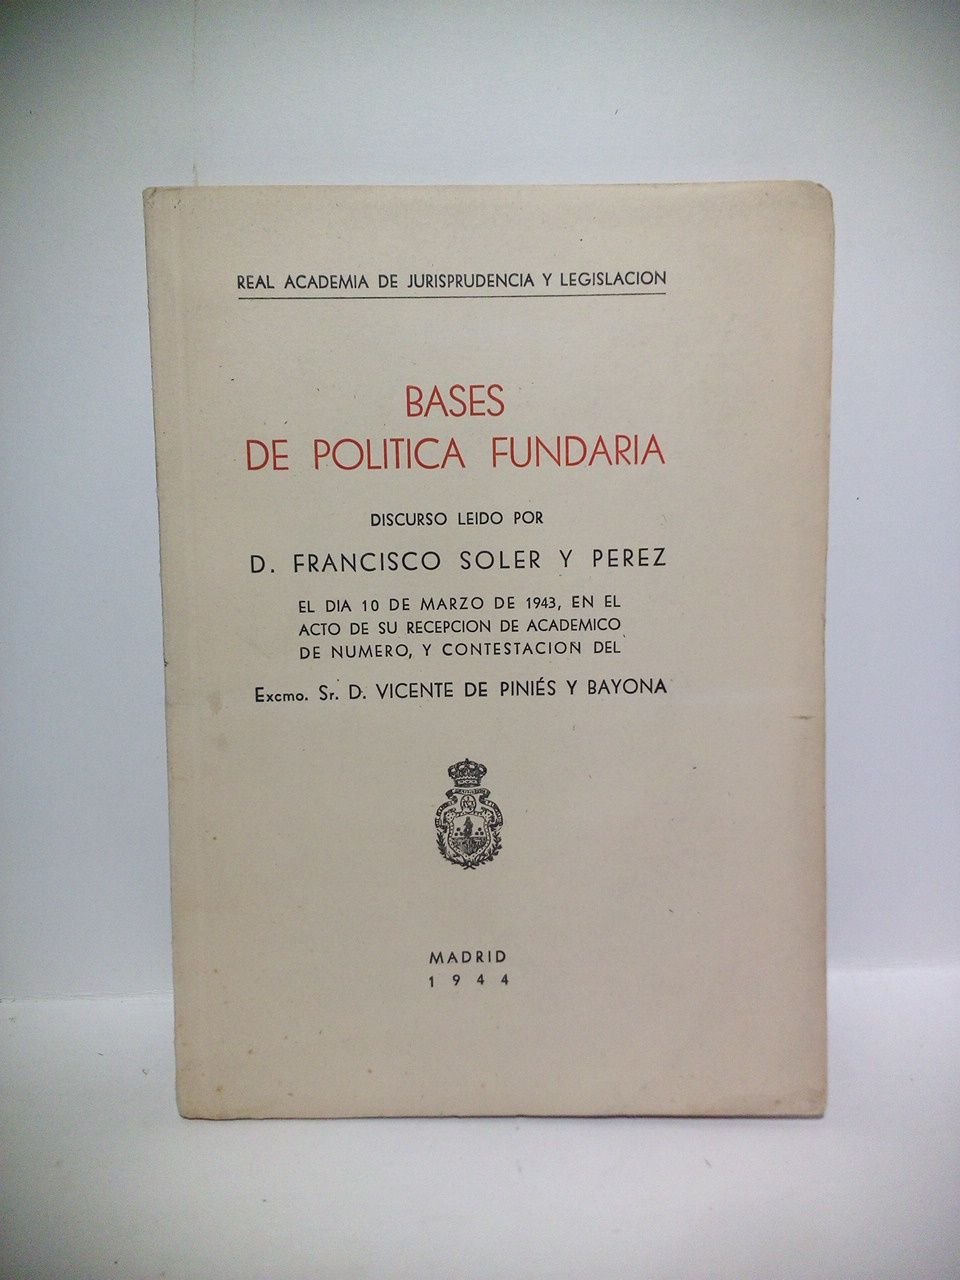 REAL ACADEMIA DE JURISPRUDENCIA Y LEGISLACION
BASES
DE POLITICA FUNDARIA
DISCURSO LEIDO POR
D. FRANCISCO SOLER Y PEREZ
EL DIA 10 DE MARZO DE 1943, EN EL
ACTO DE SU RECEPCION DE ACADEMICO
DE NUMERO, Y CONTESTACION DEL
Excmo. Sr. D. VICENTE DE PINIÉS Y BAYONA
MADRID
1944